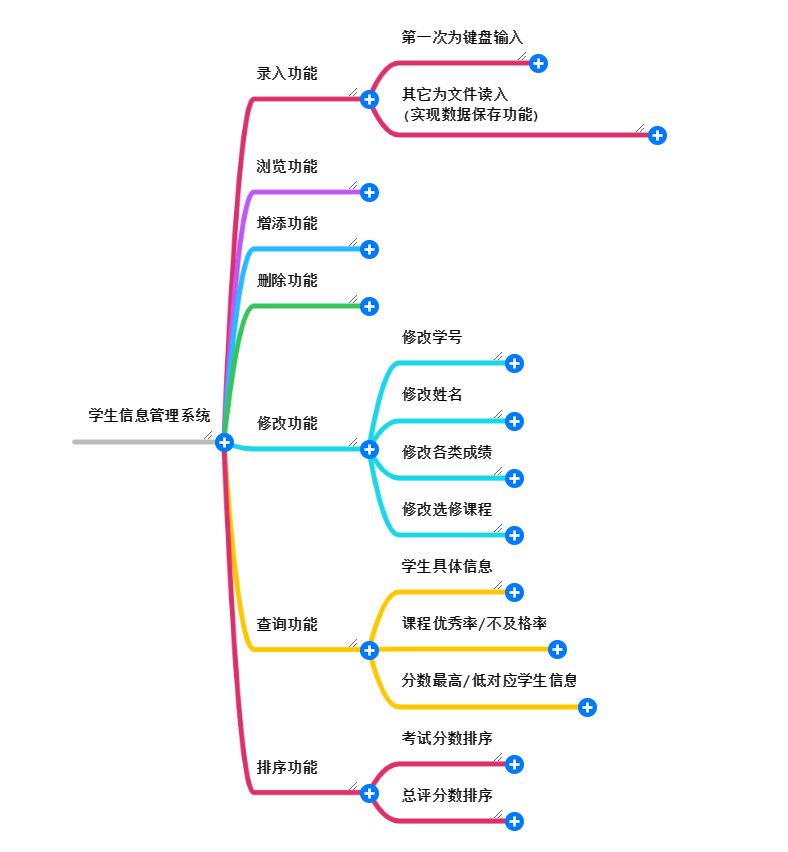 第一次为键盘输入
录入功能
其它为文件读入
(实现数据保存功能)
浏览功能
增添功能
删除功能
修改学号
修改姓名
学生信息管理系统
修改功能
修改各类成绩
修改选修课程
学生具体信息
查询功能
课程优秀率/不及格率
分数最高/低对应学生信息
考试分数排序
排序功能
总评分数排序